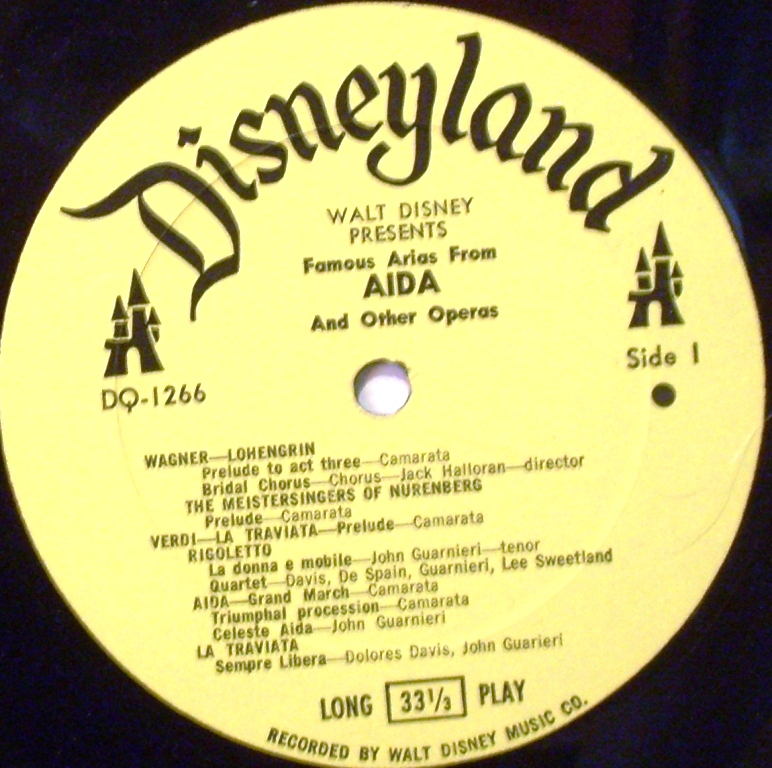 Disneyland
WALT DISNEY
PRESENTS
Famous Arias From
AIDA
And Other Operas
DQ-1266
Side 1
WAGNER—LOHENGRIN
Prelude to act three—Camarata
Bridal Chorus—Chorus—Jack Halloran—director
THE MEISTERSINGERS OF NURENBERG
Prelude—Camarata
VERDI—LA TRAVIATA—Prelude—Camarata
RIGOLETTO
La donna e mobile—John Guarnieri—tenor
Quartet—Davis, De Spain, Guarnieri, Lee Sweetland
AIDA—Grand March—Camarata
Triumphal procession—Camarata
Celeste Aida—John Guarnieri
LA TRAVIATA
Sempre Libera—Dolores Davis, John Guarieri
LONG 33⅓ PLAY
RECORDED BY WALT DISNEY MUSIC CO.